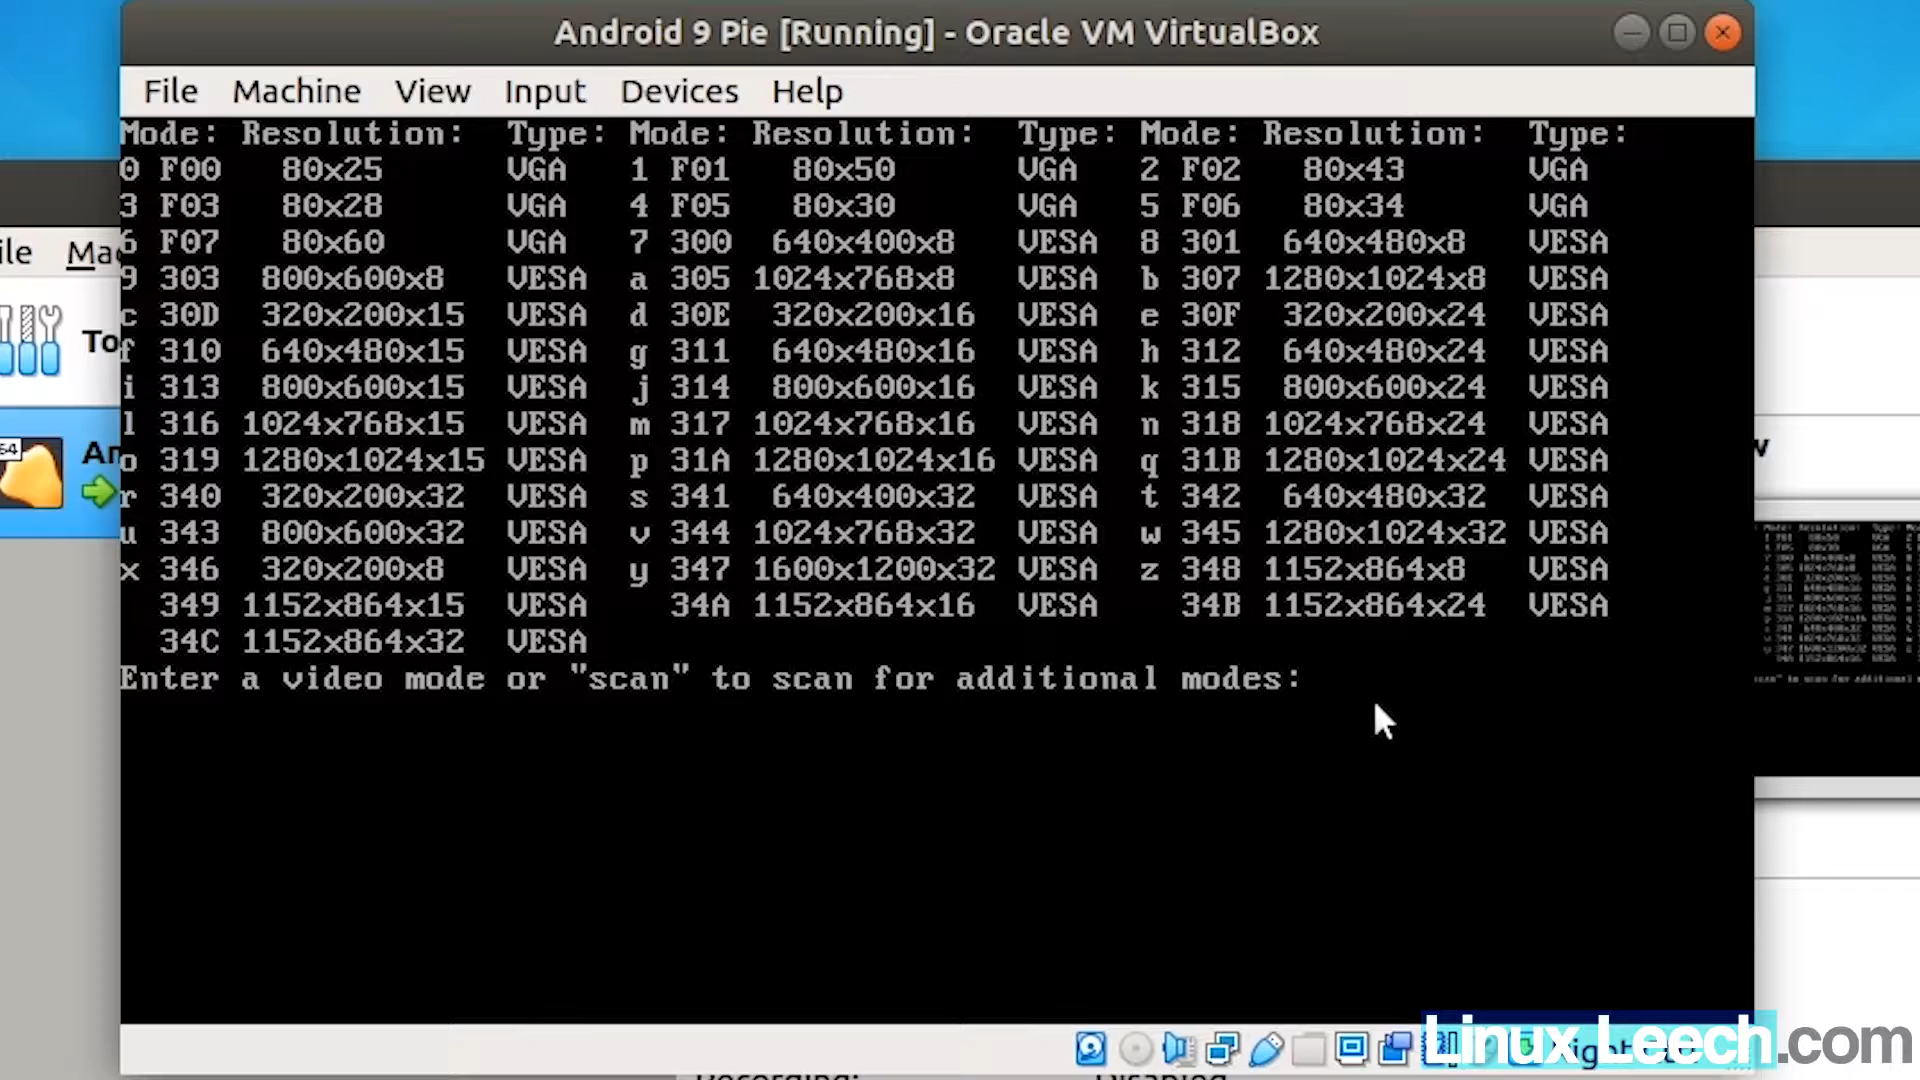 Android 9 Pie [Running] - Oracle VM VirtualBox
File Machine View Input Devices Help
Mode: Resolution: Type: Mode: Resolution: Type: Mode: Resolution: Type:
0 F00 80x25 VGA 1 F01 80x50 VGA 2 F02 80x43 VGA
3 F03 80x28 VGA 4 F05 80x30 VGA 5 F06 80x34 VGA
6 F07 80x60 VGA 7 300 640x400x8 VESA 8 301 640x480x8 VESA
9 303 800x600x8 VESA a 305 1024x768x8 VESA b 307 1280x1024x8 VESA
c 30D 320x200x15 VESA d 30E 320x200x16 VESA e 30F 320x200x24 VESA
f 310 640x480x15 VESA g 311 640x480x16 VESA h 312 640x480x24 VESA
i 313 800x600x15 VESA j 314 800x600x16 VESA k 315 800x600x24 VESA
l 316 1024x768x15 VESA m 317 1024x768x16 VESA n 318 1024x768x24 VESA
o 319 1280x1024x15 VESA p 31A 1280x1024x16 VESA q 31B 1280x1024x24 VESA
r 340 320x200x32 VESA s 341 640x400x32 VESA t 342 640x480x32 VESA
u 343 800x600x32 VESA v 344 1024x768x32 VESA w 345 1280x1024x32 VESA
x 346 320x200x8 VESA y 347 1600x1200x32 VESA z 348 1152x864x8 VESA
349 1152x864x15 VESA 34A 1152x864x16 VESA 34B 1152x864x24 VESA
34C 1152x864x32 VESA
Enter a video mode or "scan" to scan for additional modes:
ile Mac
To
64
An
Linux Leech.com